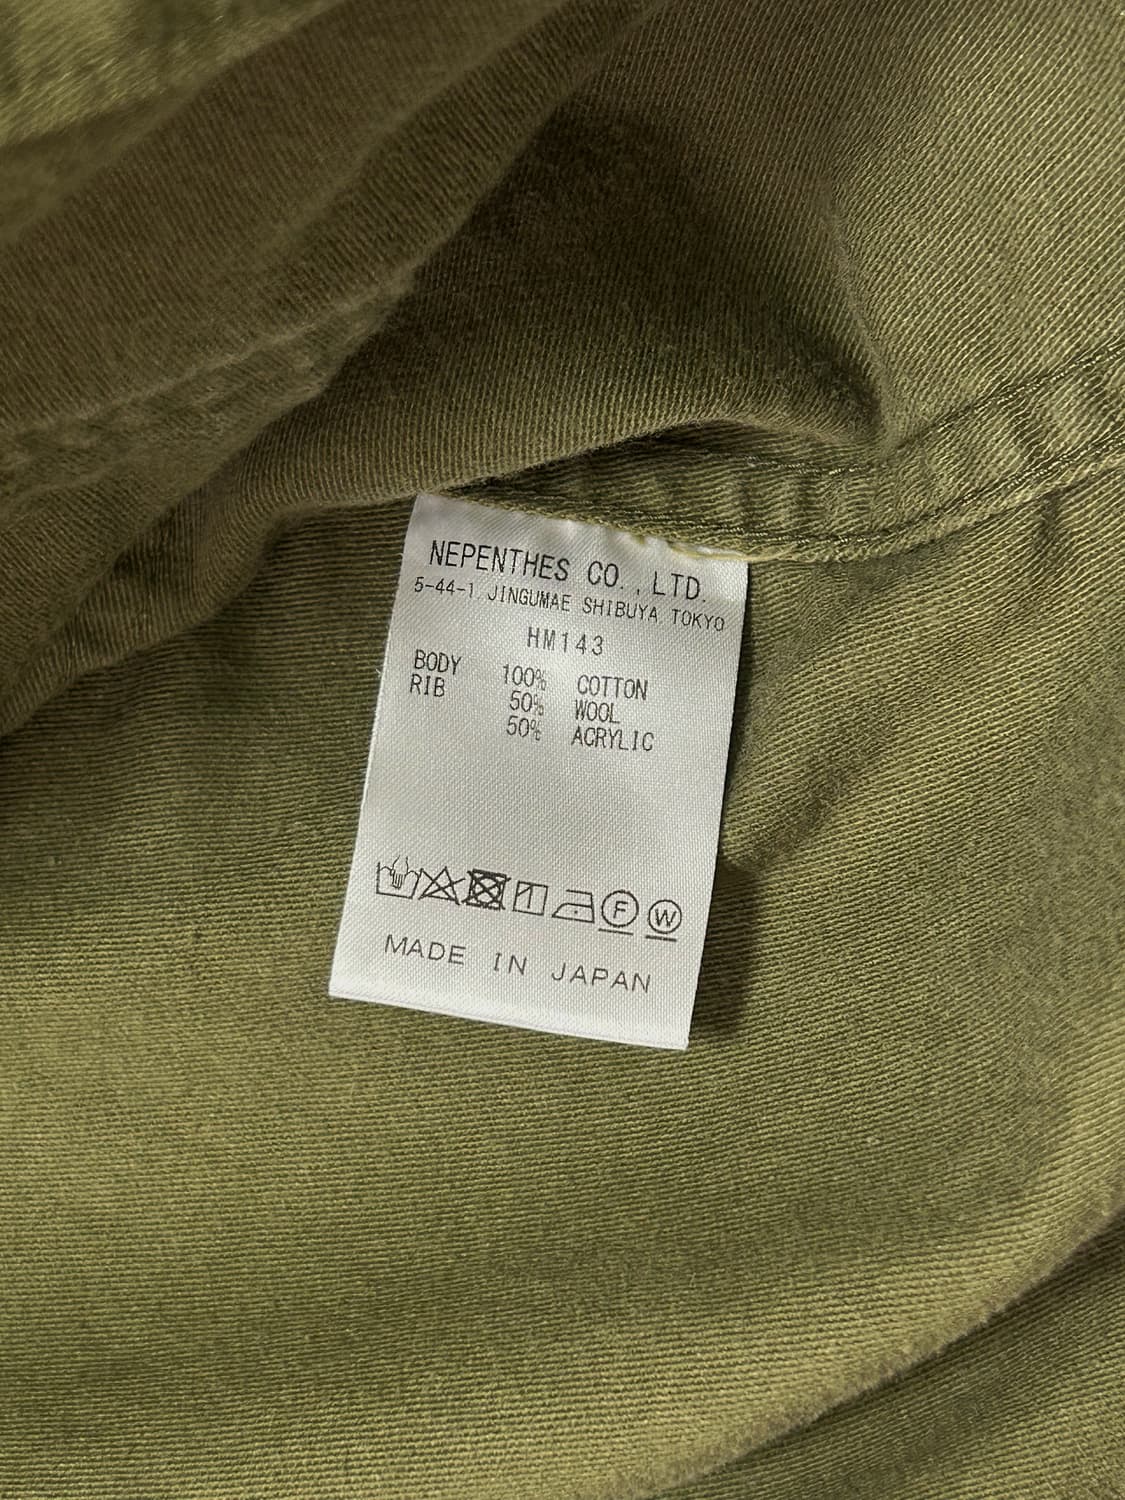 NEPENTHES CO., LTD.
5-44-1, JINGUMAE SHIBUYA TOKYO
HM143
BODY 100% COTTON
RIB 50% WOOL
50% ACRYLIC
F W
MADE IN JAPAN